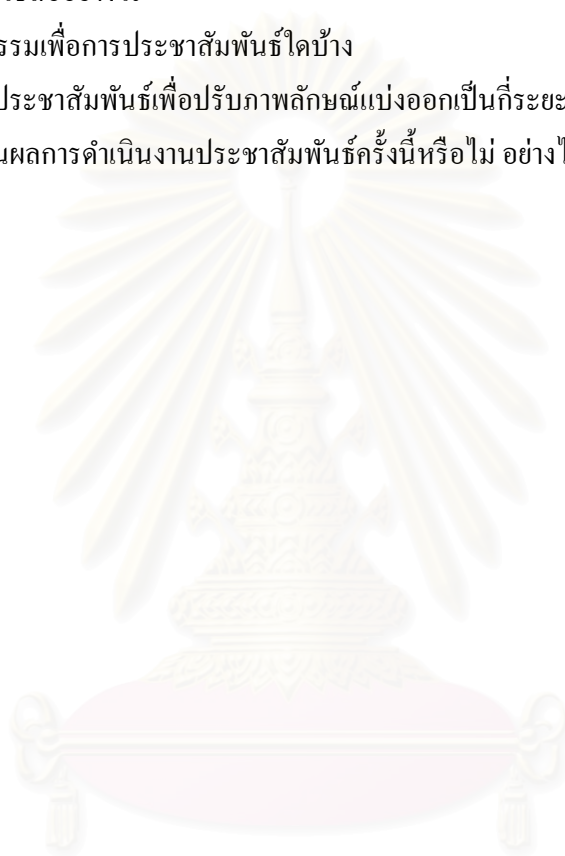 รรมเพื่อการประชาสัมพันธ์ใดบ้าง
ประชาสัมพันธ์เพื่อปรับภาพลักษณ์แบ่งออกเป็นกี่ระยะ
นผลการดำเนินงานประชาสัมพันธ์ครั้งนี้หรือไม่ อย่างไ